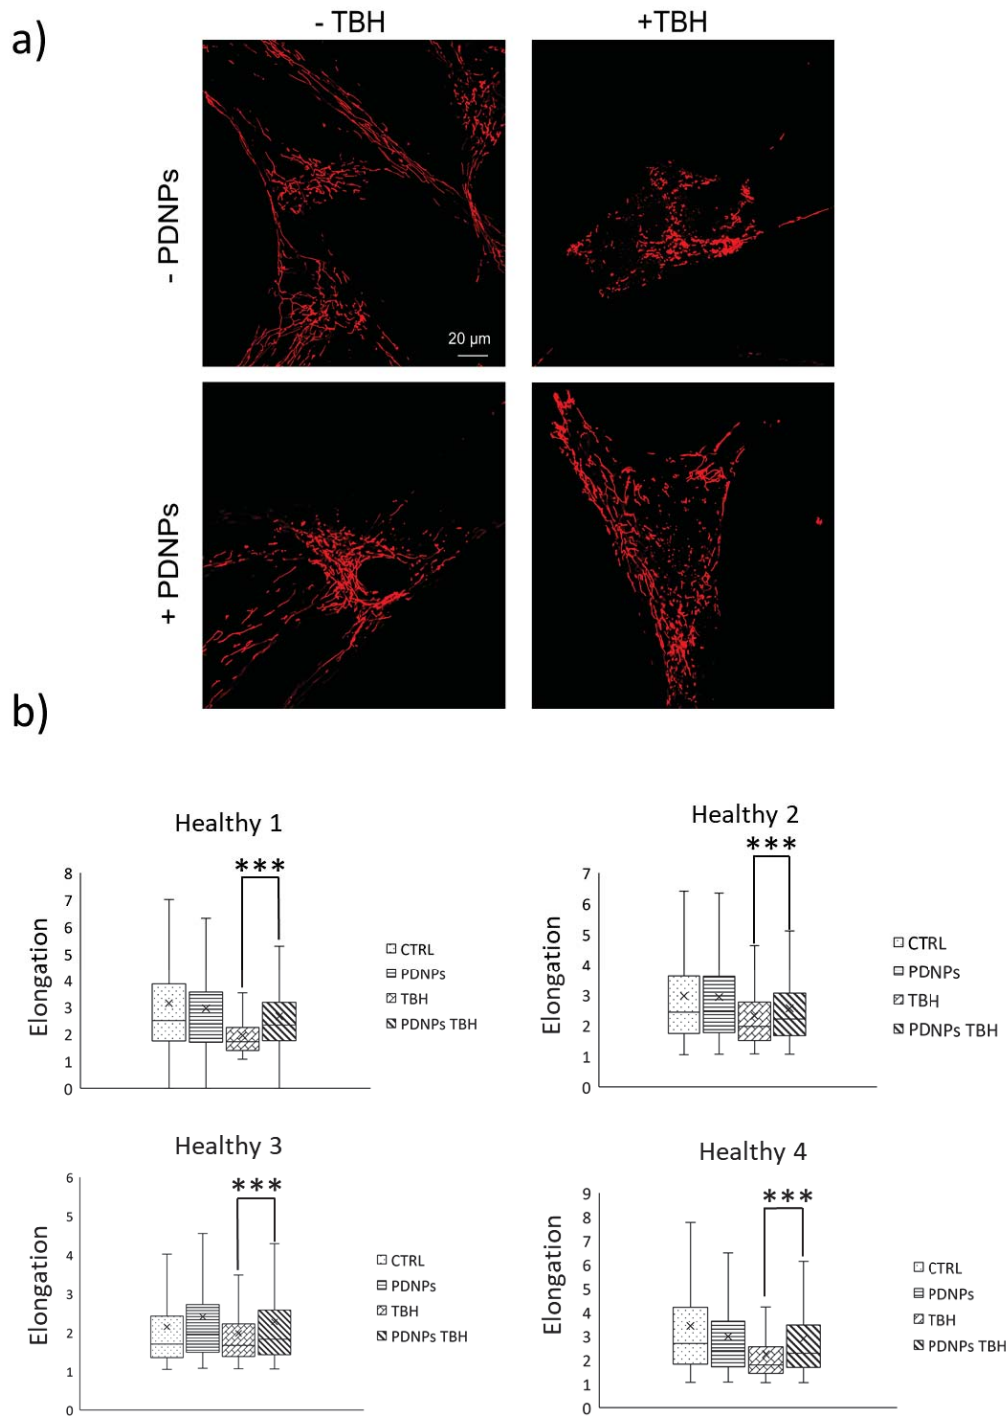 a)
- TBH
+TBH
- PDNPs
20 µm
+ PDNPs
b)
Healthy 1
***
Elongation
8
7
6
5
4
3
2
1
0
CTRL
PDNPs
TBH
PDNPs TBH
Healthy 2
***
Elongation
7
6
5
4
3
2
1
0
CTRL
PDNPs
TBH
PDNPs TBH
Healthy 3
***
Elongation
6
5
4
3
2
1
0
CTRL
PDNPs
TBH
PDNPs TBH
Healthy 4
***
Elongation
9
8
7
6
5
4
3
2
1
0
CTRL
PDNPs
TBH
PDNPs TBH